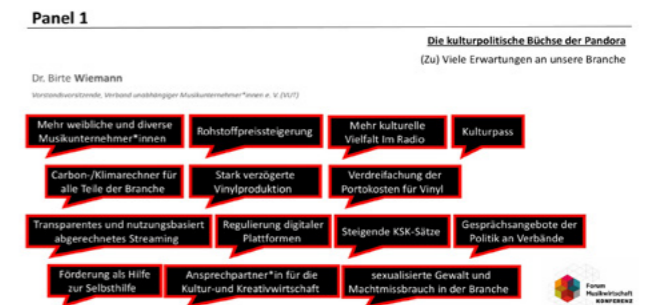 Panel 1
Die kulturpolitische Büchse der Pandora
(Zu) Viele Erwartungen an unsere Branche
Dr. Birte Wiemann
Vorstandsvorsitzende, Verband unabhängiger Musikunternehmer*innen e. V. (VUT)
Mehr weibliche und diverse
Musikunternehmer*innen
Rohstoffpreissteigerung
Mehr kulturelle
Vielfalt Im Radio
Kulturpass
Carbon-/Klimarechner für
alle Teile der Branche
Stark verzögerte
Vinylproduktion
Verdreifachung der
Portokosten für Vinyl
Transparentes und nutzungsbasiert
abgerechnetes Streaming
Regulierung digitaler
Plattformen
Steigende KSK-Sätze
Gesprächsangebote der
Politik an Verbände
Förderung als Hilfe
zur Selbsthilfe
Ansprechpartner*in für die
Kultur-und Kreativwirtschaft
sexualisierte Gewalt und
Machtmissbrauch in der Branche
Forum
Musikwirtschaft
KONFERENZ